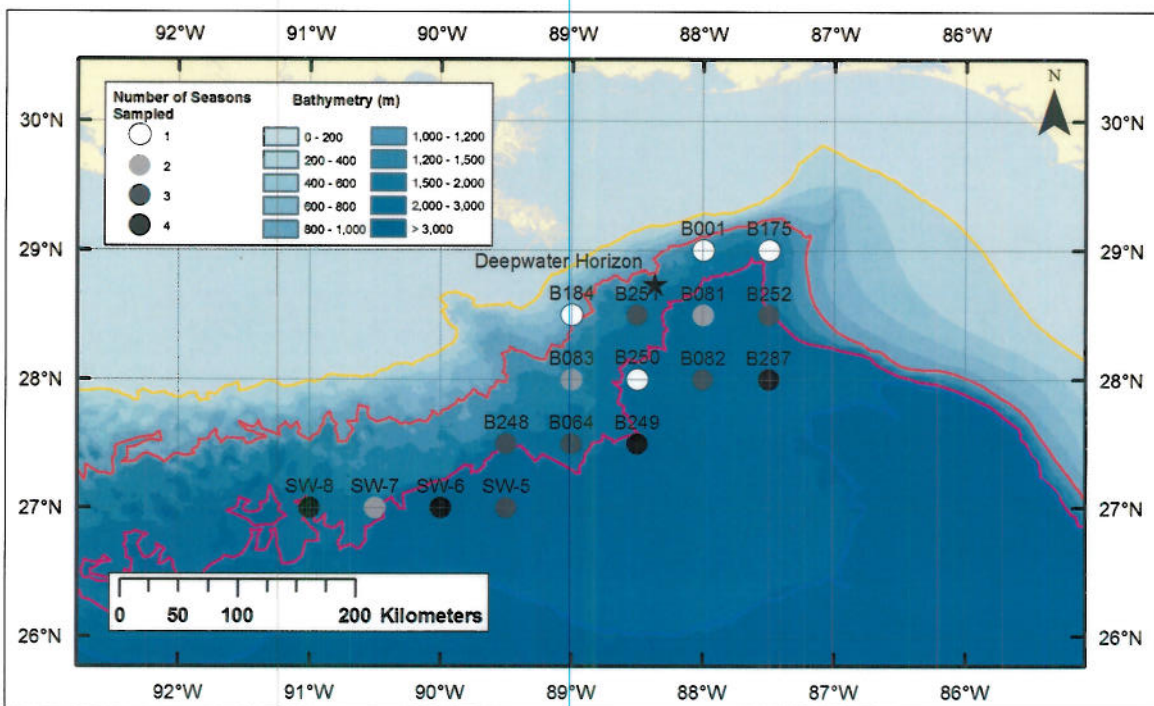 92°W 91°W 90°W 89°W 88°W 87°W 86°W
Number of Seasons Sampled
1
2
3
4
Bathymetry (m)
0 - 200
200 - 400
400 - 600
600 - 800
800 - 1,000
1,000 - 1,200
1,200 - 1,500
1,500 - 2,000
2,000 - 3,000
> 3,000
N
30°N 30°N
29°N 29°N
B001 B175
Deepwater Horizon
B184 B251 B081 B252
28°N 28°N
B083 B250 B082 B287
B248 B064 B249
27°N 27°N
SW-8 SW-7 SW-6 SW-5
0 50 100 200 Kilometers
26°N 26°N
92°W 91°W 90°W 89°W 88°W 87°W 86°W